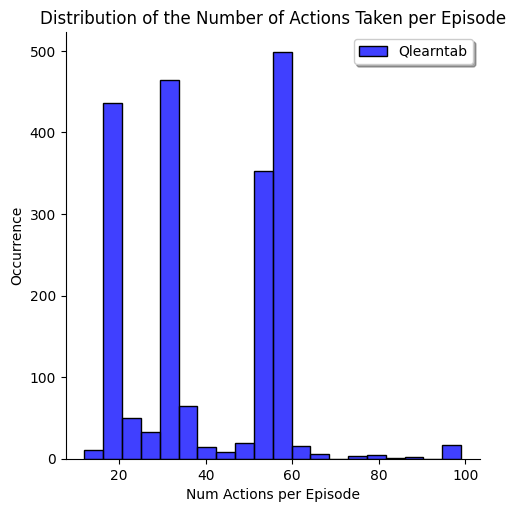 Distribution of the Number of Actions Taken per Episode
Qlearntab
500
400
300
200
100
0
Occurrence
20 40 60 80 100
Num Actions per Episode